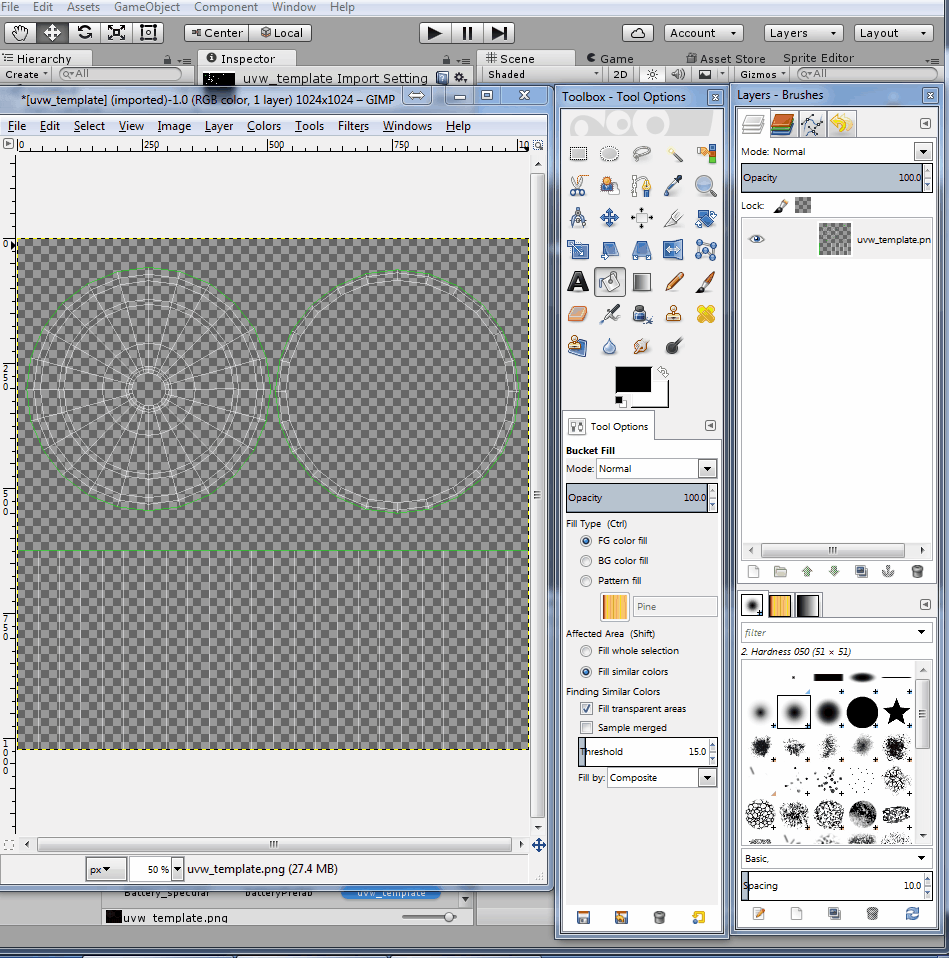 File Edit Assets GameObject Component Window Help
Center Local Account Layers Layout
Hierarchy Inspector Scene Game Asset Store Sprite Editor
Create All uvw_template Import Setting Shaded 2D Gizmos All
*[uvw_template] (imported)-1.0 (RGB color, 1 layer) 1024x1024 – GIMP
File Edit Select View Image Layer Colors Tools Filters Windows Help
0 250 500 750 10
0
250
500
750
1000
px 50 % uvw_template.png (27.4 MB)
Battery_Specular BatteryPrefab uvw_template
uvw_template.png
Toolbox - Tool Options
Tool Options
Bucket Fill
Mode: Normal
Opacity 100.0
Fill Type (Ctrl)
FG color fill
BG color fill
Pattern fill
Pine
Affected Area (Shift)
Fill whole selection
Fill similar colors
Finding Similar Colors
Fill transparent areas
Sample merged
Threshold 15.0
Fill by: Composite
Layers - Brushes
Mode: Normal
Opacity 100.0
Lock:
uvw_template.pn
filter
2. Hardness 050 (51 × 51)
Basic,
Spacing 10.0